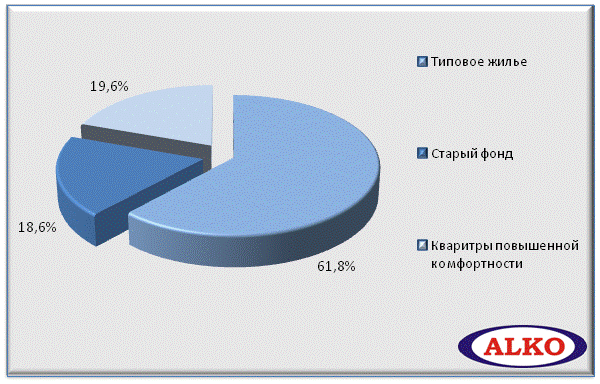 19,6%
Типовое жилье
Старый фонд
18,6%
Кваритры повышенной
комфортности
61,8%
ALKO